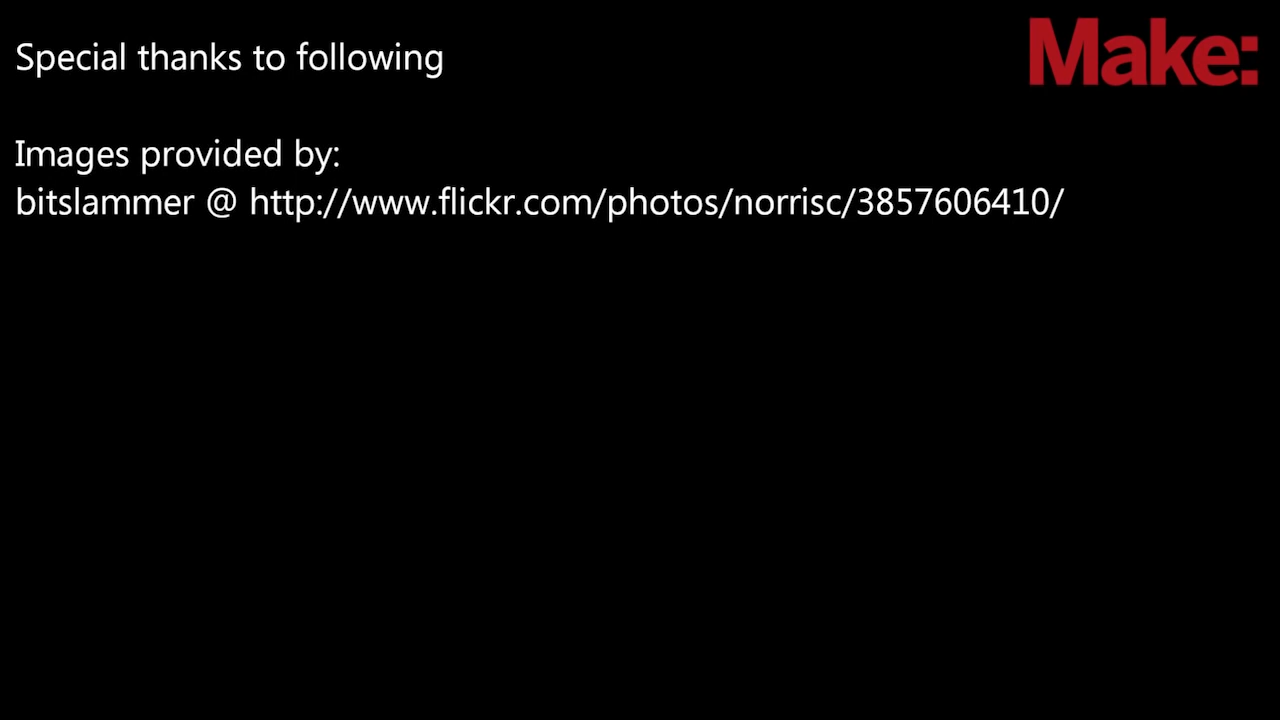 Special thanks to following
Make:
Images provided by:
bitslammer @ http://www.flickr.com/photos/norrisc/3857606410/